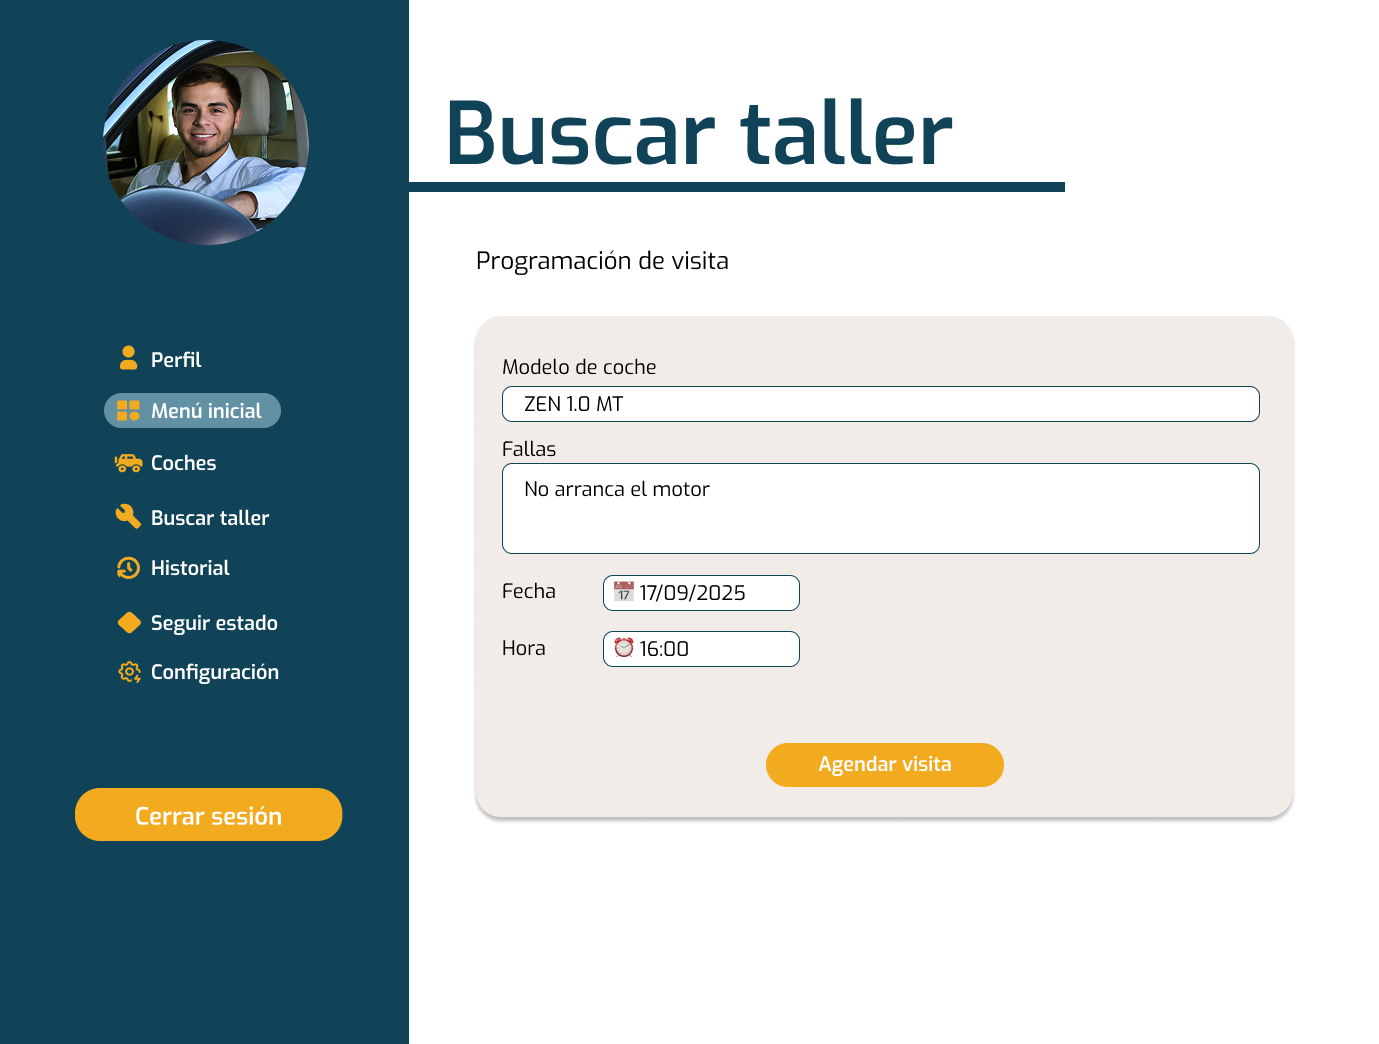 Buscar taller
Programación de visita
Perfil
Menú inicial
Coches
Buscar taller
Historial
Seguir estado
Configuración
Cerrar sesión
Modelo de coche
ZEN 1.0 MT
Fallas
No arranca el motor
Fecha
17
17/09/2025
Hora
16:00
Agendar visita